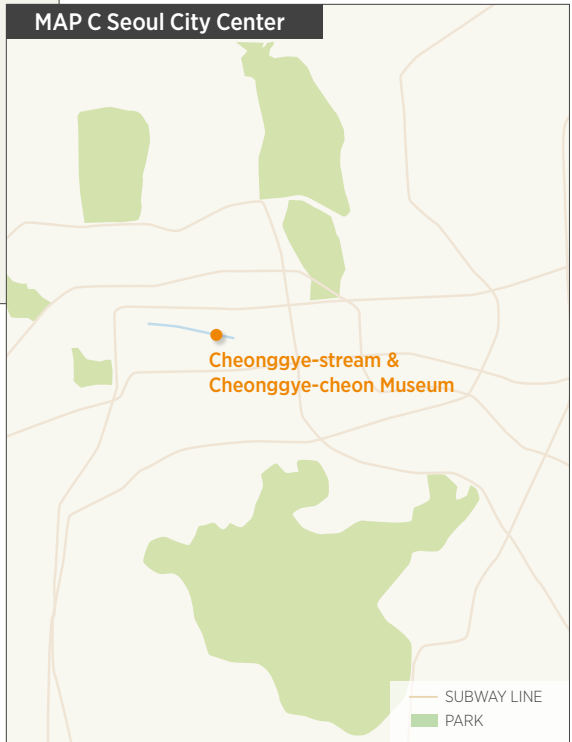 MAP C Seoul City Center
Cheonggye-stream &
Cheonggye-cheon Museum
SUBWAY LINE
PARK